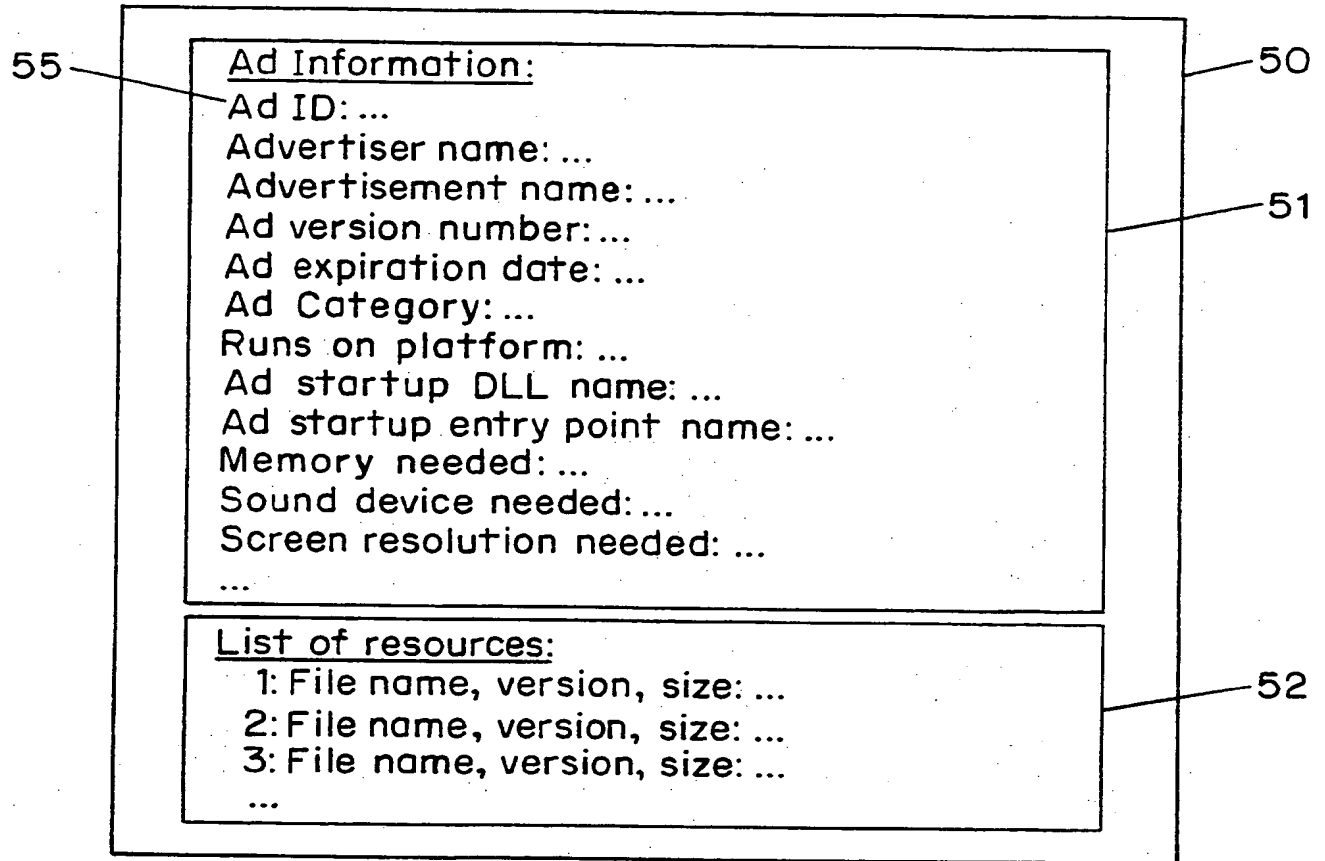 55
50
51
52
Ad Information:
Ad ID: ...
Advertiser name: ...
Advertisement name: ...
Ad version number: ...
Ad expiration date: ...
Ad Category: ...
Runs on platform: ...
Ad startup DLL name: ...
Ad startup entry point name: ...
Memory needed: ...
Sound device needed: ...
Screen resolution needed: ...
...
List of resources:
1: File name, version, size: ...
2: File name, version, size: ...
3: File name, version, size: ...
...